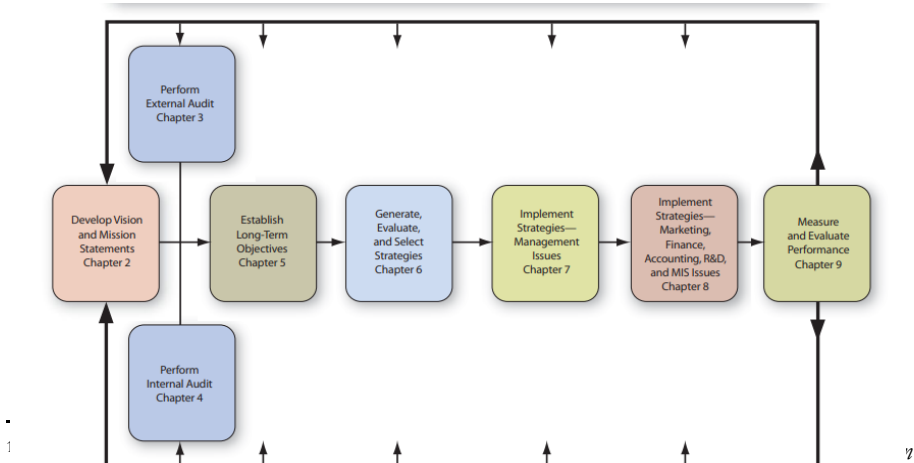 Perform
External Audit
Chapter 3
Develop Vision
and Mission
Statements
Chapter 2
Establish
Long-Term
Objectives
Chapter 5
Generate,
Evaluate,
and Select
Strategies
Chapter 6
Implement
Strategies—
Management
Issues
Chapter 7
Implement
Strategies—
Marketing,
Finance,
Accounting, R&D,
and MIS Issues
Chapter 8
Measure
and Evaluate
Performance
Chapter 9
Perform
Internal Audit
Chapter 4